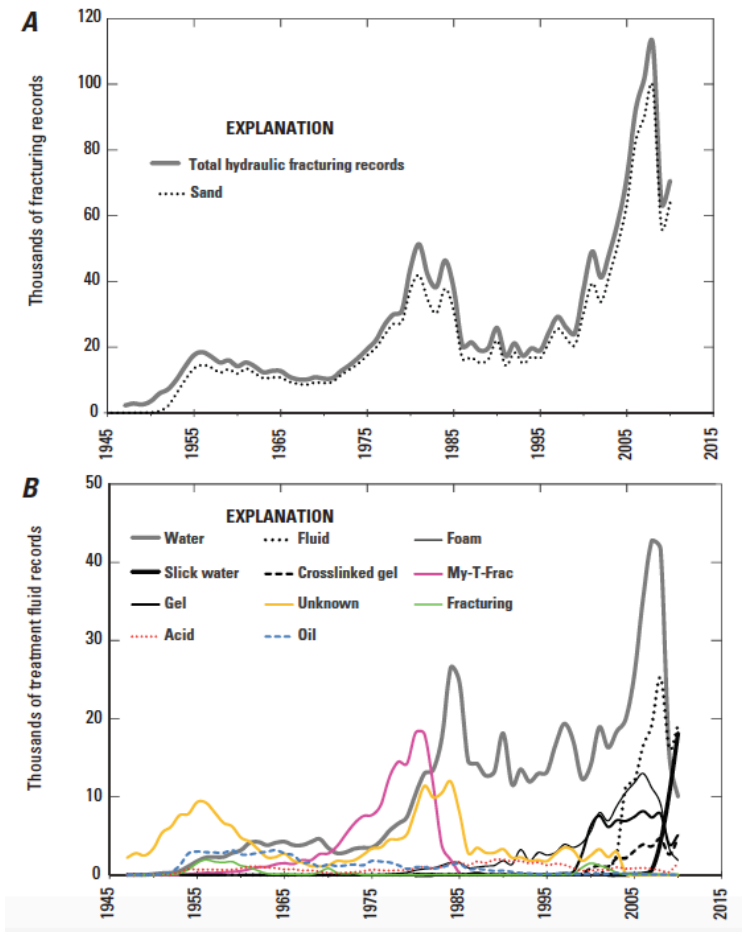 A
120
100
80
60
40
20
0
Thousands of fracturing records
EXPLANATION
Total hydraulic fracturing records
Sand
1945 1955 1965 1975 1985 1995 2005 2015
B
50
40
30
20
10
0
Thousands of treatment fluid records
EXPLANATION
Water Fluid Foam
Slick water Crosslinked gel My-T-Frac
Gel Unknown Fracturing
Acid Oil
1945 1955 1965 1975 1985 1995 2005 2015